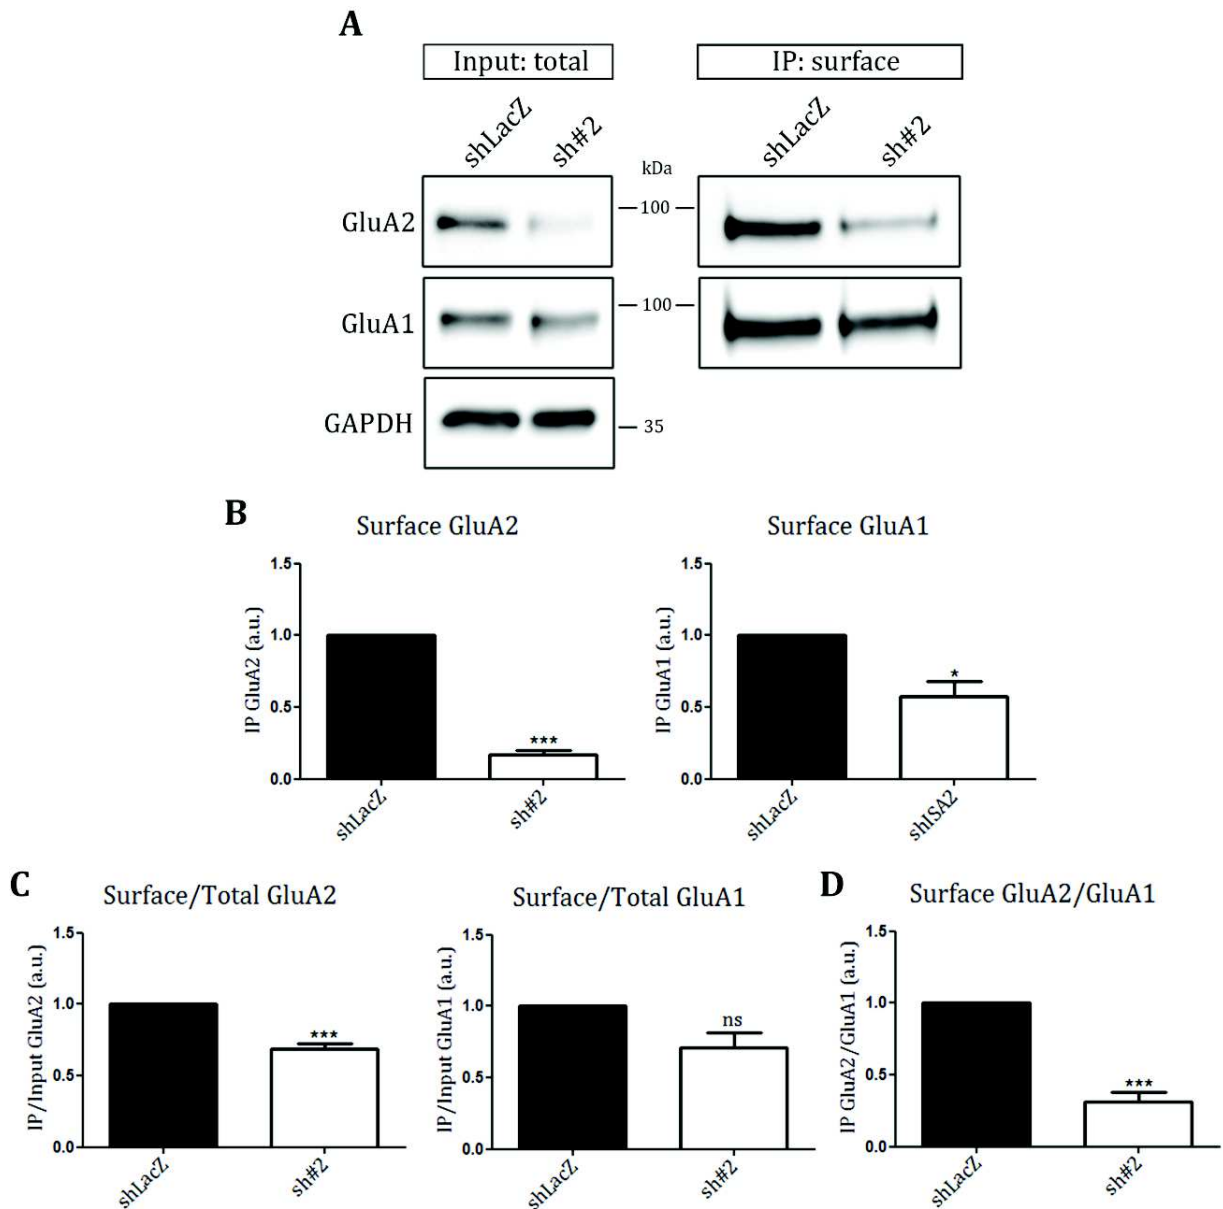 A
Input: total
IP: surface
shLacZ
sh#2
shLacZ
sh#2
kDa
GluA2
100
GluA1
100
GAPDH
35
B
Surface GluA2
Surface GluA1
IP GluA2 (a.u.)
1.5
1.0
0.5
0.0
***
shLacZ
sh#2
IP GluA1 (a.u.)
1.5
1.0
0.5
0.0
*
shLacZ
shISA2
C
Surface/Total GluA2
IP/Input GluA2 (a.u.)
1.5
1.0
0.5
0.0
***
shLacZ
sh#2
Surface/Total GluA1
IP/Input GluA1 (a.u.)
1.5
1.0
0.5
0.0
ns
shLacZ
sh#2
D
Surface GluA2/GluA1
IP GluA2/GluA1 (a.u.)
1.5
1.0
0.5
0.0
***
shLacZ
sh#2